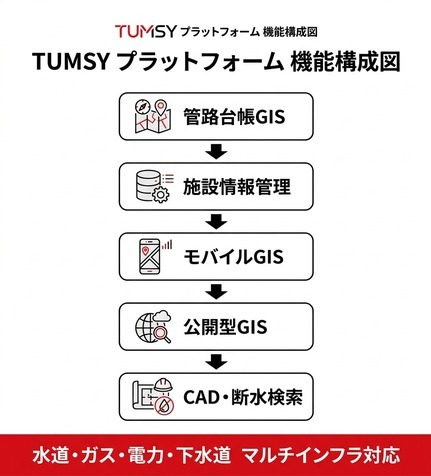 TUMSY プラットフォーム 機能構成図
TUMSY プラットフォーム 機能構成図
管路台帳GIS
施設情報管理
モバイルGIS
公開型GIS
CAD・断水検索
水道・ガス・電力・下水道 マルチインフラ対応